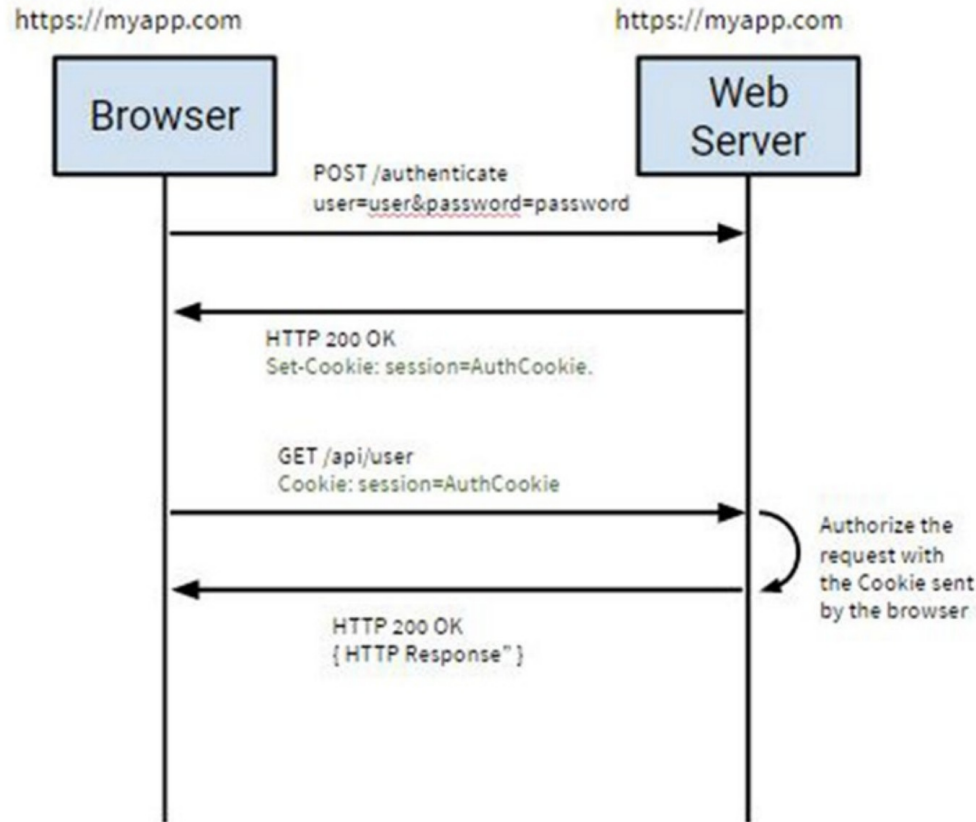 https://myapp.com
https://myapp.com
Browser
Web
Server
POST /authenticate
user=user&password=password
HTTP 200 OK
Set-Cookie: session=AuthCookie.
GET /api/user
Cookie: session=AuthCookie
Authorize the
request with
the Cookie sent
by the browser
HTTP 200 OK
{ HTTP Response" }